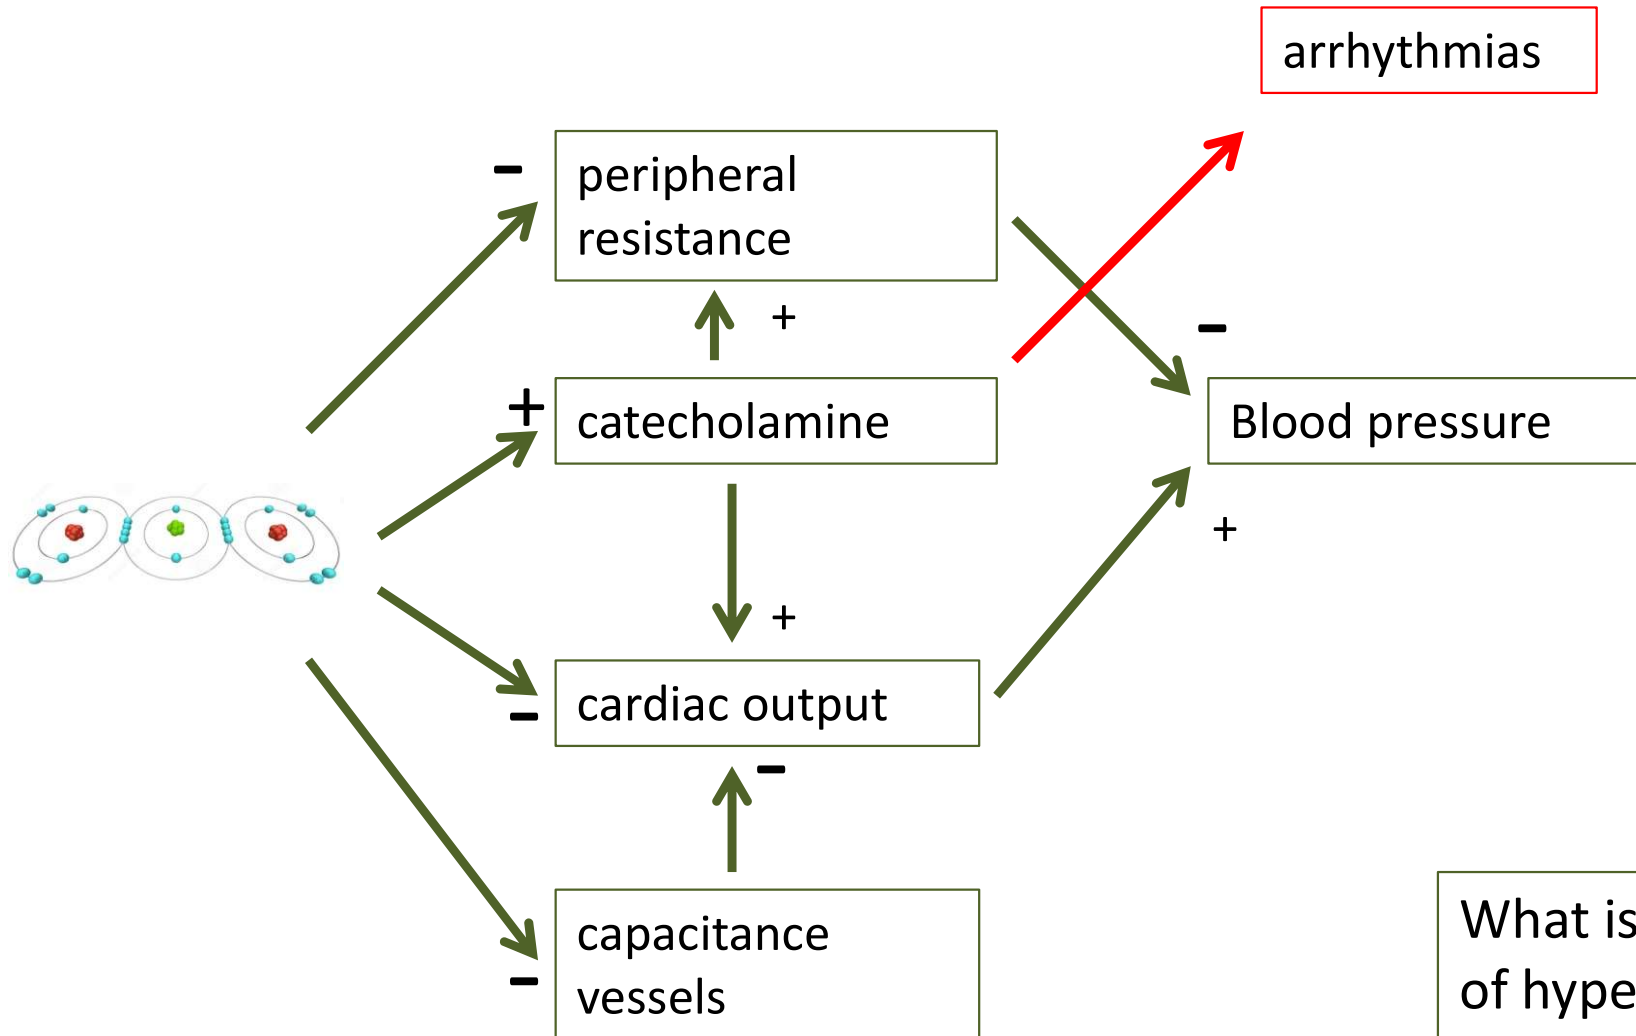 arrhythmias
-
peripheral
resistance
+
-
+
catecholamine
Blood pressure
+
+
cardiac output
-
-
capacitance
vessels
-
What is
of hype